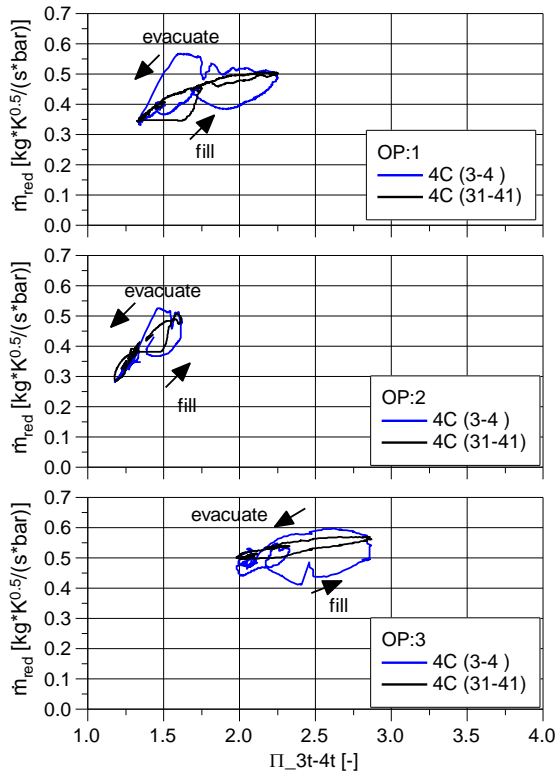 0.7
0.6
0.5
0.4
0.3
0.2
0.1
0.0
ṁred [kg*K0.5/(s*bar)]
evacuate
fill
OP:1
4C (3-4 )
4C (31-41)
0.7
0.6
0.5
0.4
0.3
0.2
0.1
0.0
ṁred [kg*K0.5/(s*bar)]
evacuate
fill
OP:2
4C (3-4 )
4C (31-41)
0.7
0.6
0.5
0.4
0.3
0.2
0.1
0.0
ṁred [kg*K0.5/(s*bar)]
evacuate
fill
OP:3
4C (3-4 )
4C (31-41)
1.0 1.5 2.0 2.5 3.0 3.5 4.0
Π_3t-4t [-]